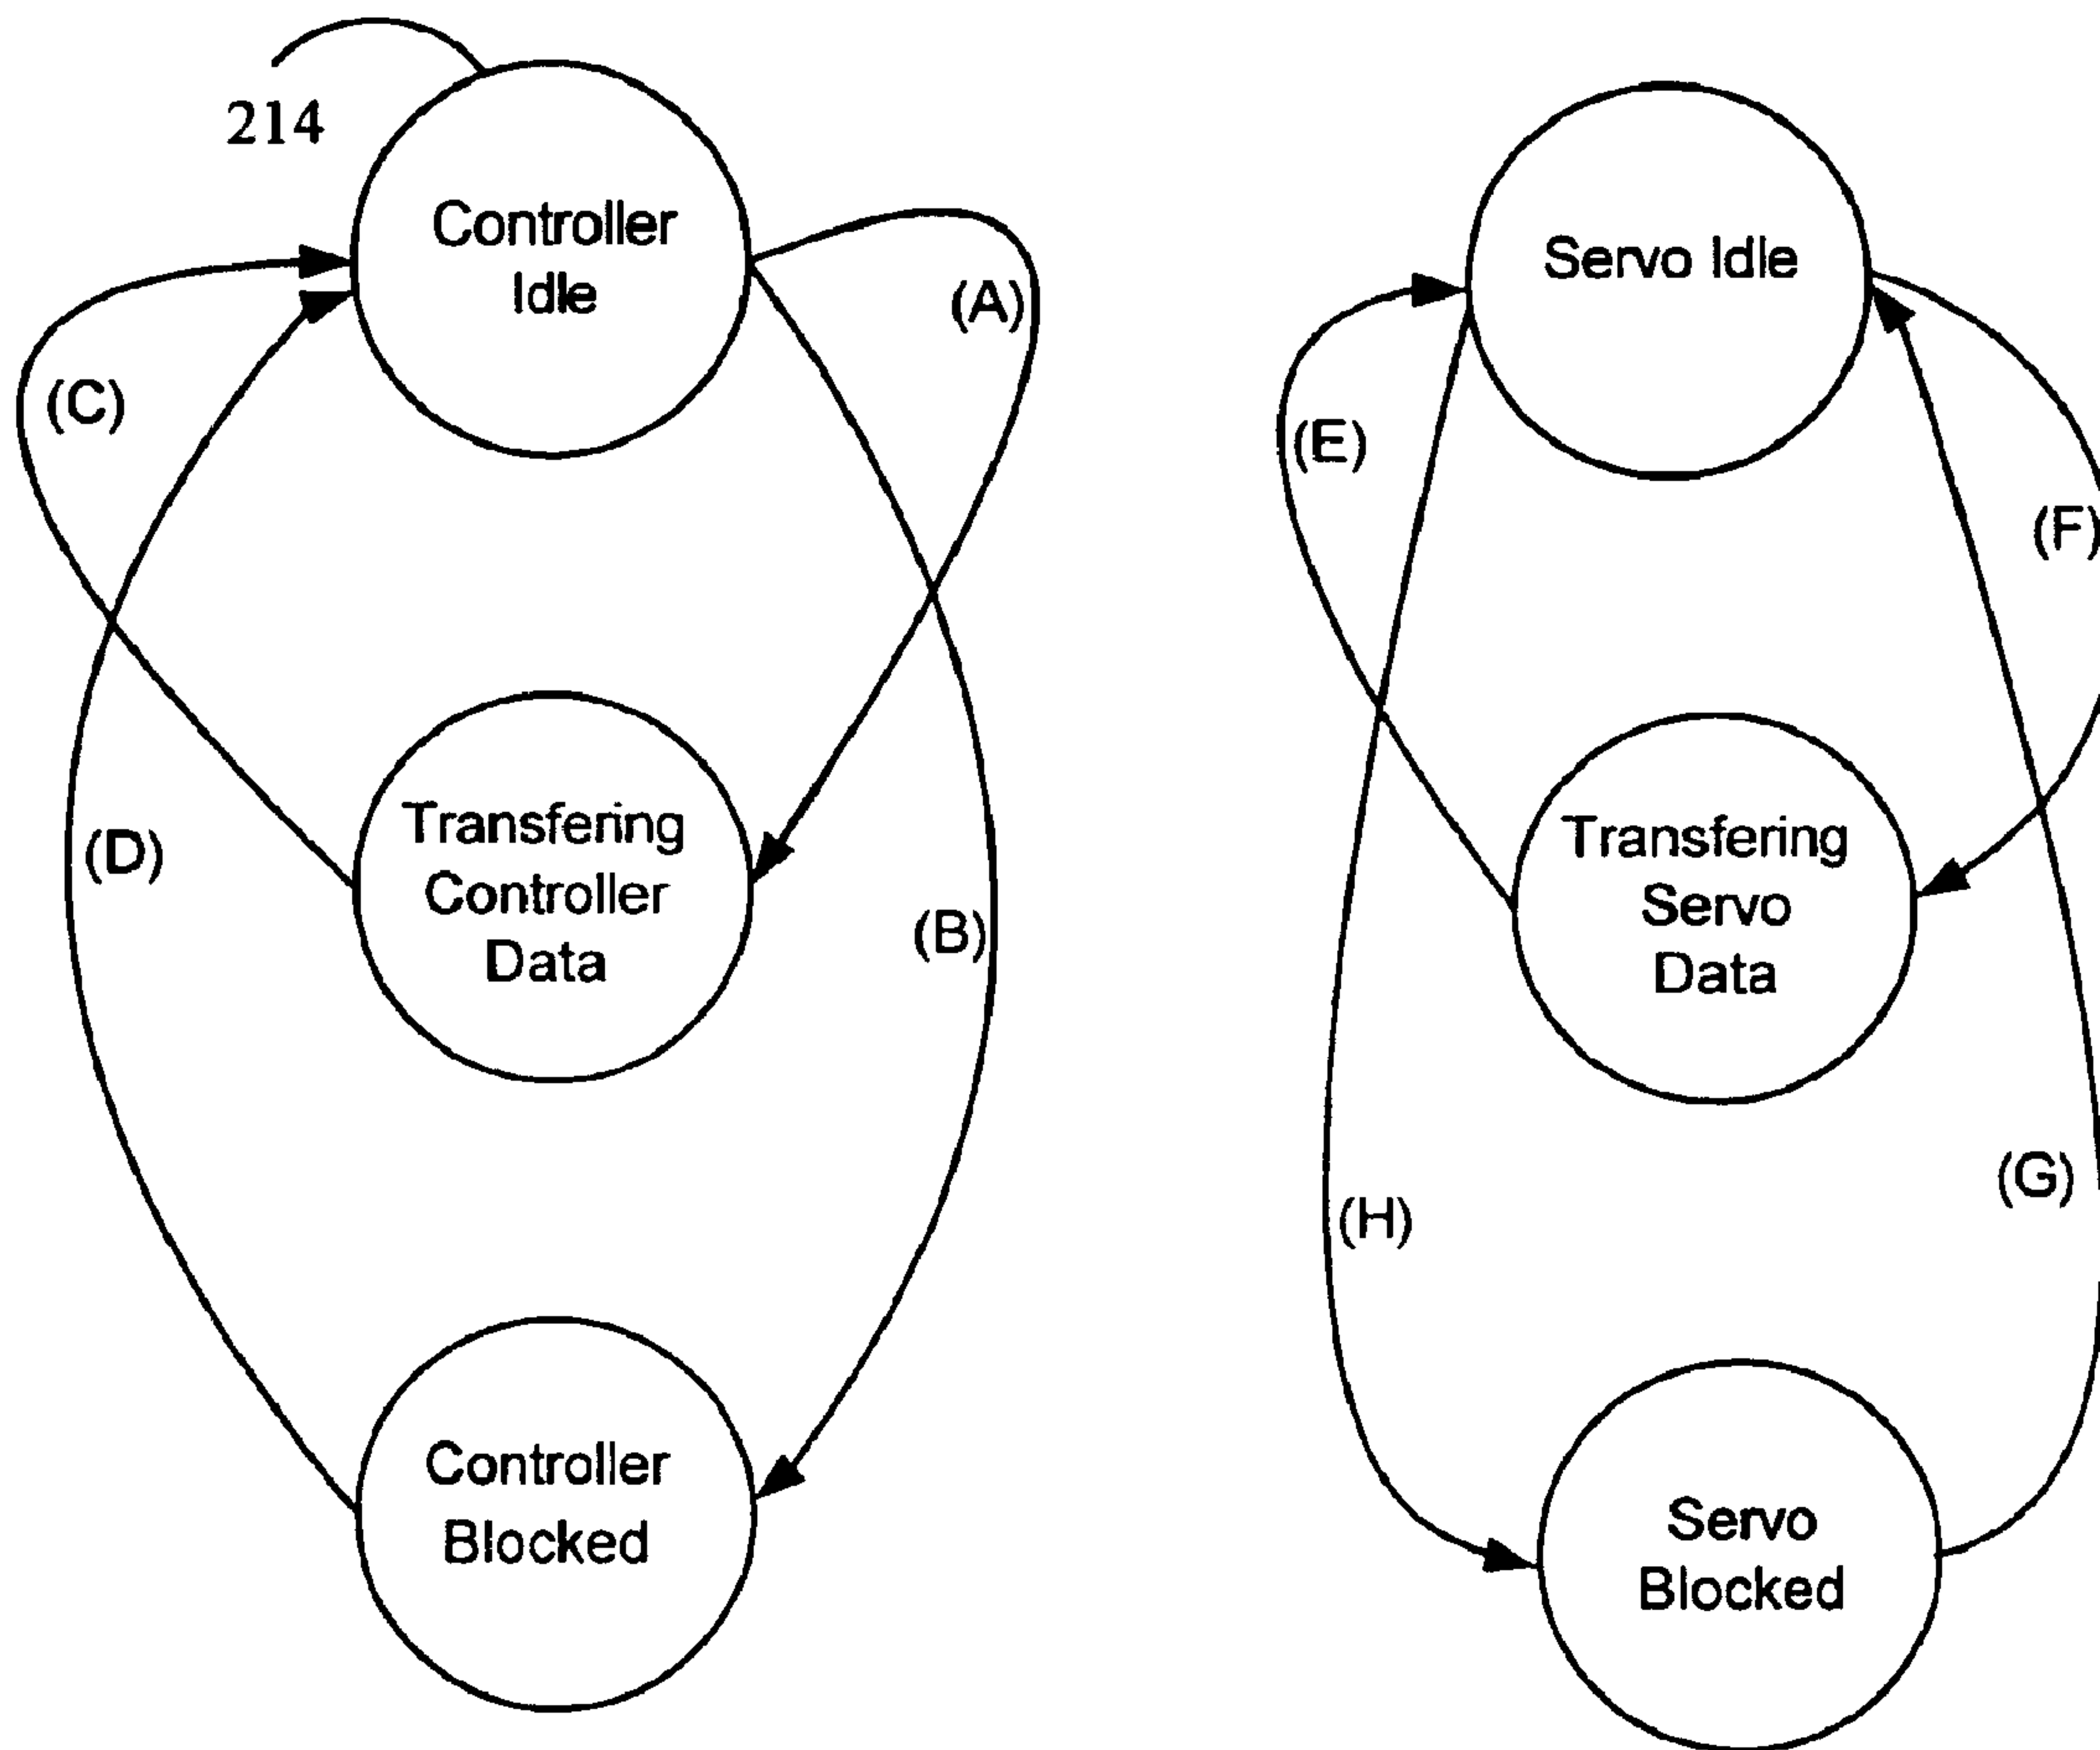 214
Controller
Idle
(A)
(B)
(C)
(D)
Transfering
Controller
Data
Controller
Blocked
Servo Idle
(E)
(F)
(G)
(H)
Transfering
Servo
Data
Servo
Blocked